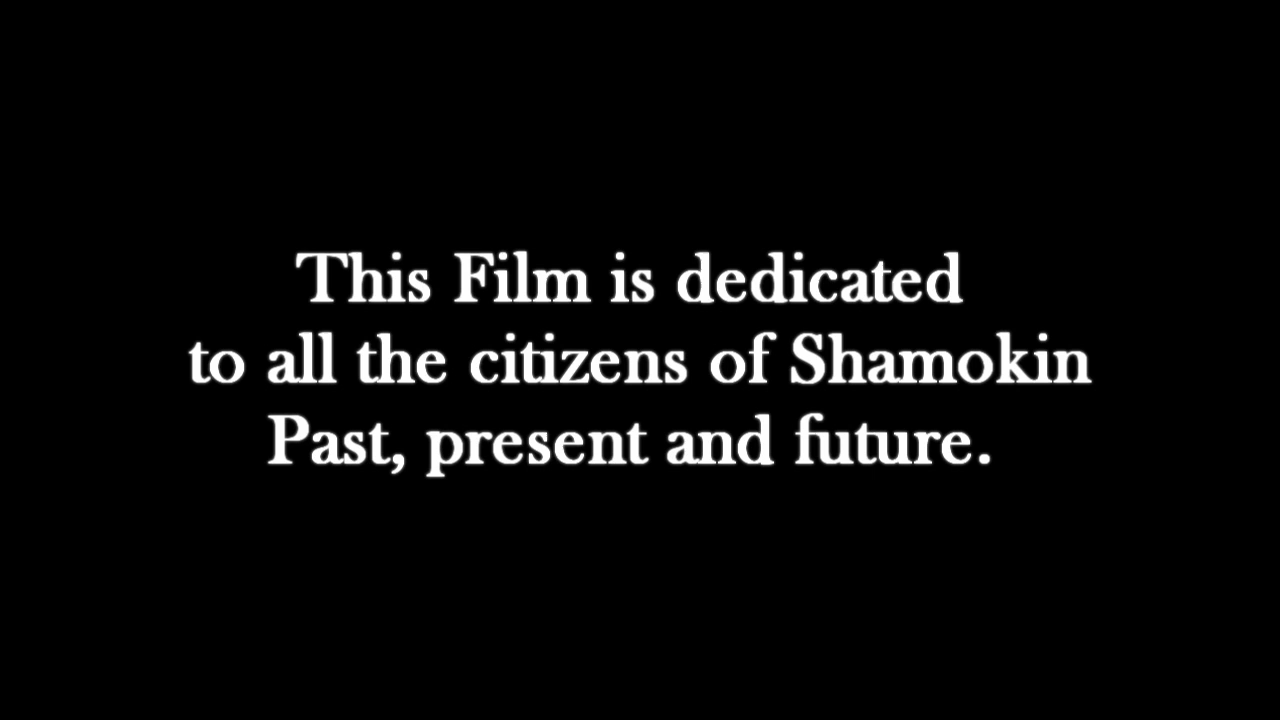 This Film is dedicated
to all the citizens of Shamokin
Past, present and future.